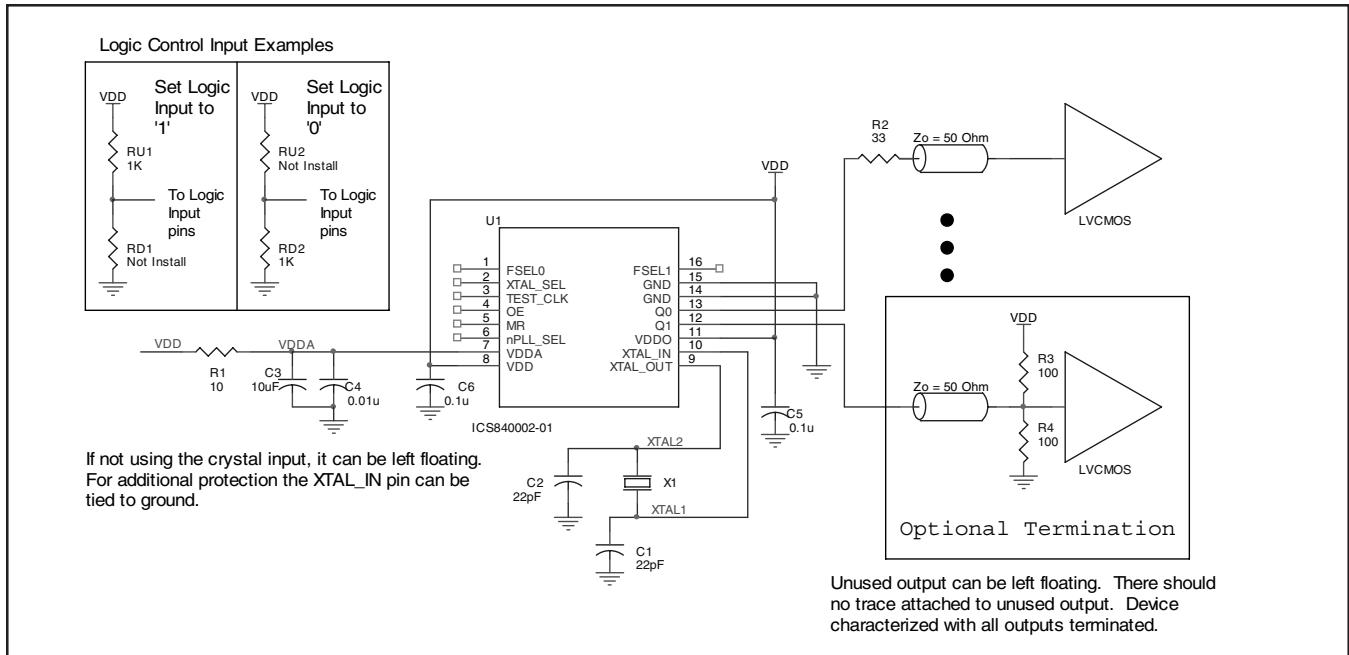 Logic Control Input Examples
VDD
Set Logic
Input to
'1'
RU1
1K
To Logic
Input
pins
RD1
Not Install
VDD
Set Logic
Input to
'0'
RU2
Not Install
To Logic
Input
pins
RD2
1K
VDD
R1
10
VDDA
C3
10uF
C4
0.01u
C6
0.1u
U1
1
2
3
4
5
6
7
8
FSEL0
XTAL_SEL
TEST_CLK
OE
MR
nPLL_SEL
VDDA
VDD
FSEL1
GND
GND
Q0
Q1
VDDO
XTAL_IN
XTAL_OUT
16
15
14
13
12
11
10
9
ICS840002-01
VDD
C5
0.1u
XTAL2
C2
22pF
X1
XTAL1
C1
22pF
R2
33
Zo = 50 Ohm
LVCMOS
VDD
R3
100
Zo = 50 Ohm
R4
100
LVCMOS
Optional Termination
If not using the crystal input, it can be left floating.
For additional protection the XTAL_IN pin can be
tied to ground.
Unused output can be left floating. There should
no trace attached to unused output. Device
characterized with all outputs terminated.